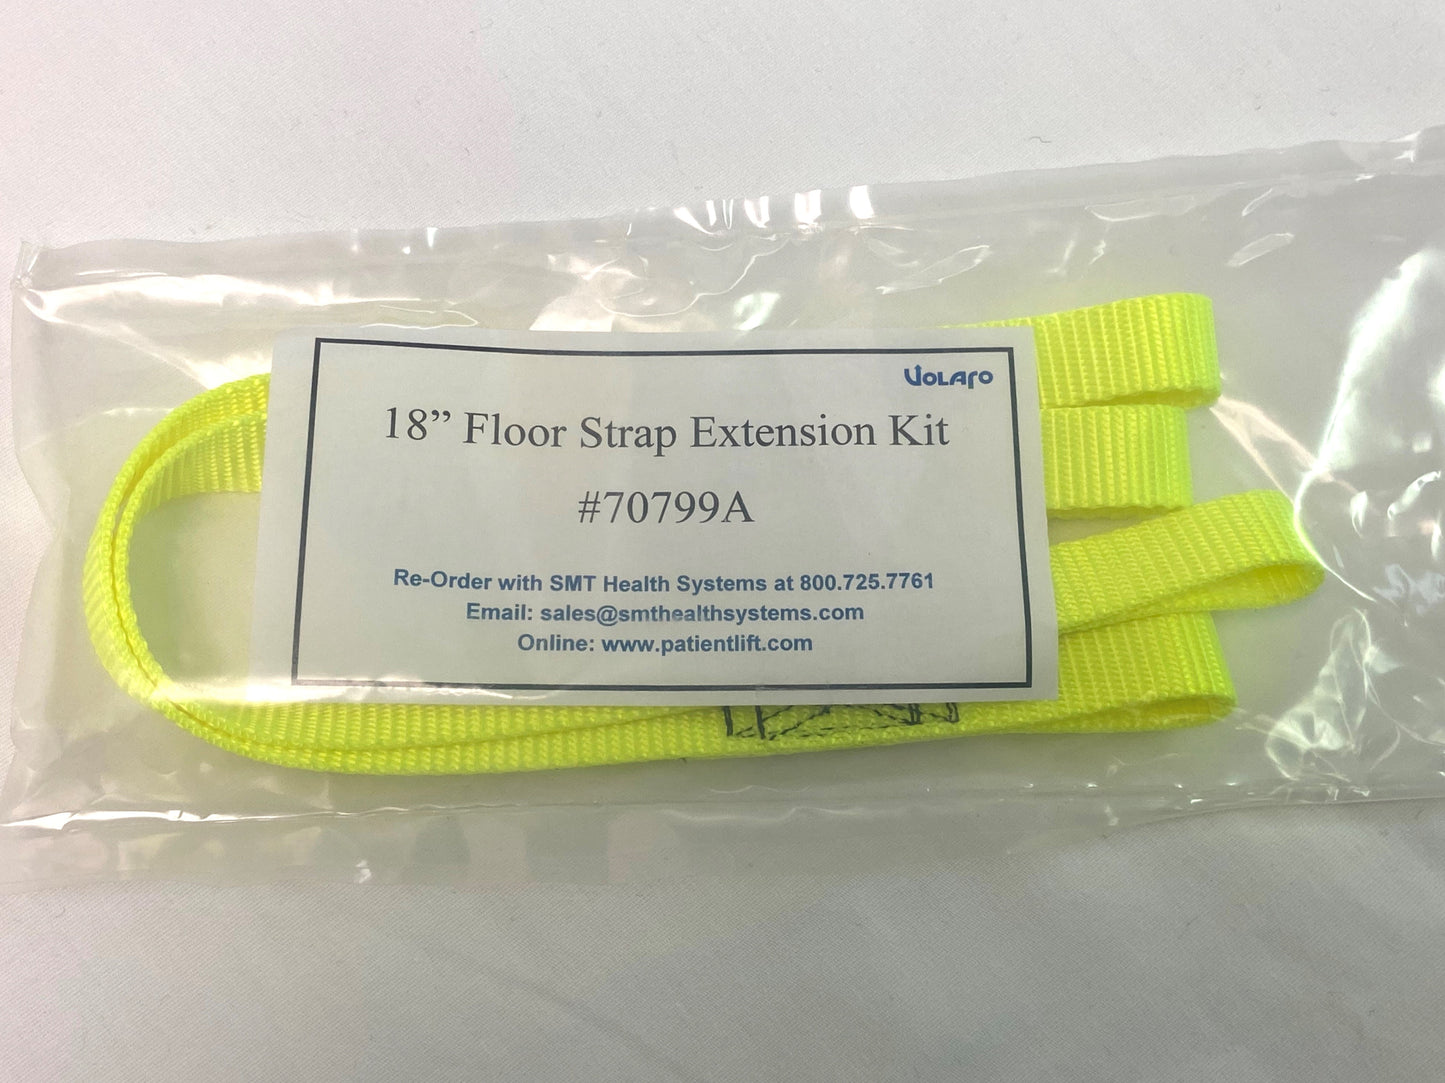 VOLARO
18” Floor Strap Extension Kit
#70799A
Re-Order with SMT Health Systems at 800.725.7761
Email: sales@smthealthsystems.com
Online: www.patientlift.com